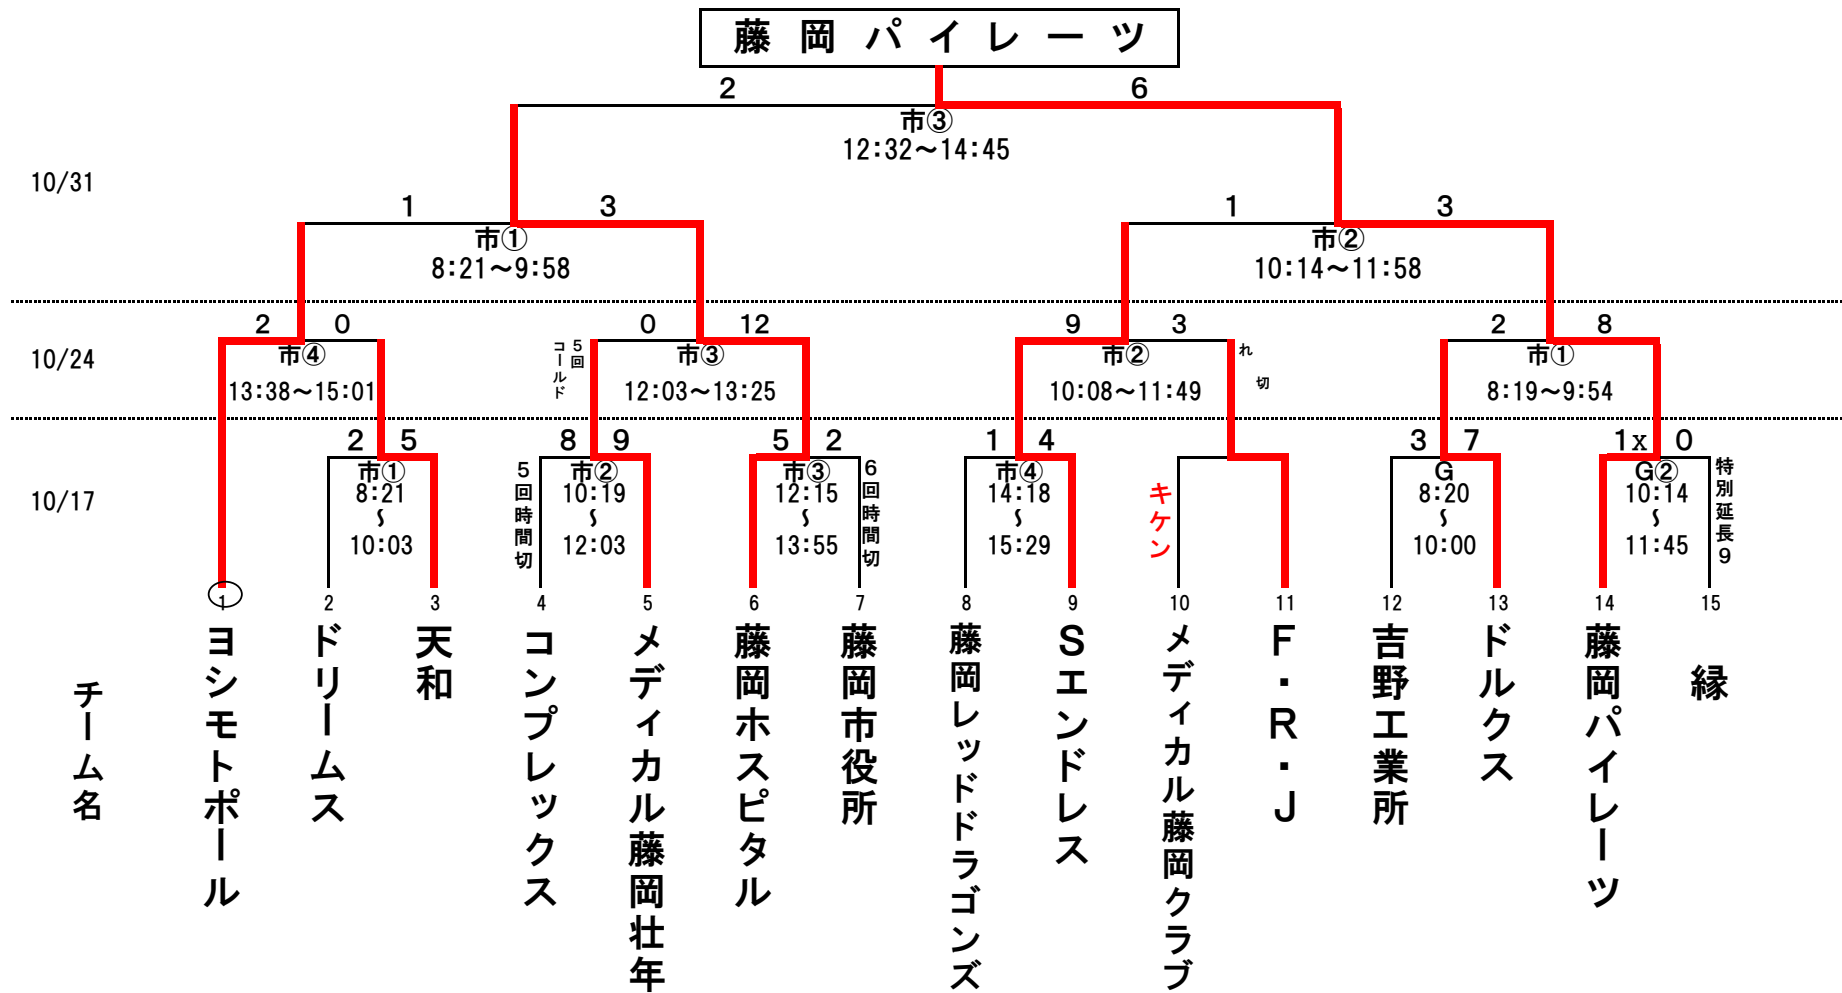 藤岡パイレーツ
2 6
市③
12:32～14:45
10/31
1 3
市①
8:21～9:58
1 3
市②
10:14～11:58
10/24
2 0
市④
13:38～15:01
5回
コールド
0 12
市③
12:03～13:25
9 3
市②
10:08～11:49
れ
切
2 8
市①
8:19～9:54
10/17
2 5
市①
8:21
～
10:03
5回時間切
8 9
市②
10:19
～
12:03
5 2
市③
12:15
～
13:55
6回時間切
1 4
市④
14:18
～
15:29
キケン
3 7
G
8:20
～
10:00
1x 0
G②
10:14
～
11:45
特別延長9
1 2 3 4 5 6 7 8 9 10 11 12 13 14 15
チーム名
ヨシモトポール
ドリームス
天和
コンプレックス
メディカル藤岡壮年
藤岡ホスピタル
藤岡市役所
藤岡レッドドラゴンズ
Sエンドレス
メディカル藤岡クラブ
F・R・J
吉野工業所
ドルクス
藤岡パイレーツ
縁